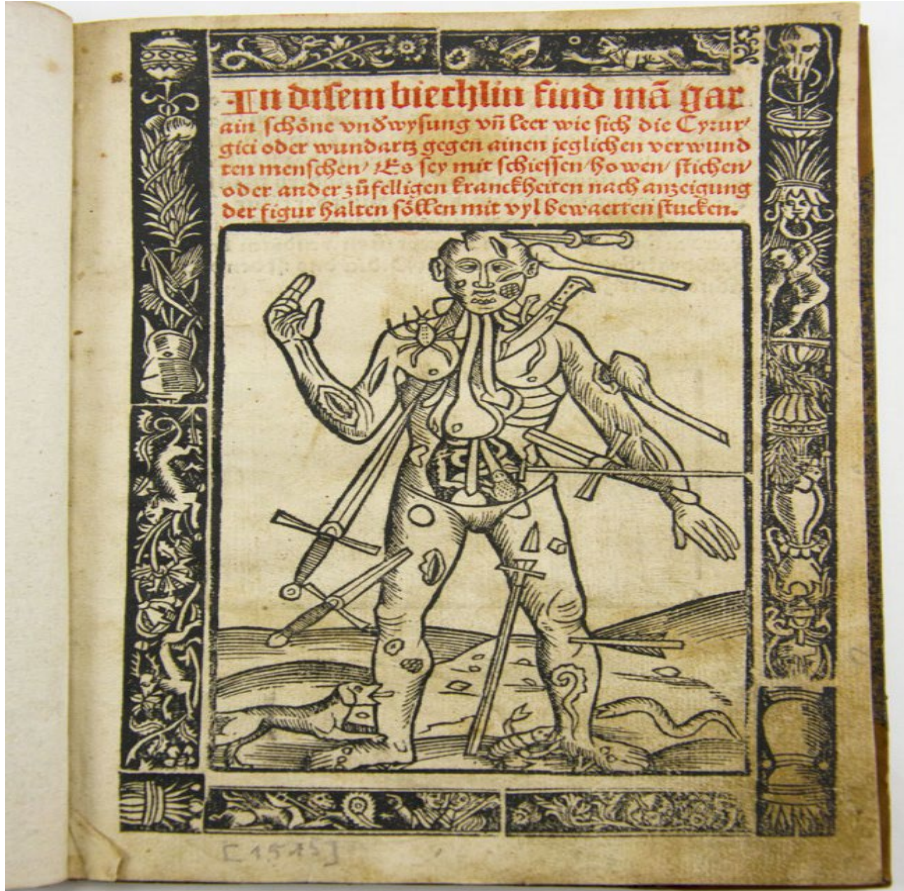 In disem biechlin find mā gar
ain schöne vnd̄wysung vn̄ leer wie sich die Cyrur⸗
gici oder wundartz gegen ainen jeglichen verwund
ten menschen/ Es sey mit schiessen/ howen/ stichen
oder ander zůfelligen kranckheiten nach anzeigung
der figur halten söllen mit vyl bewaerten stucken.
[1515]